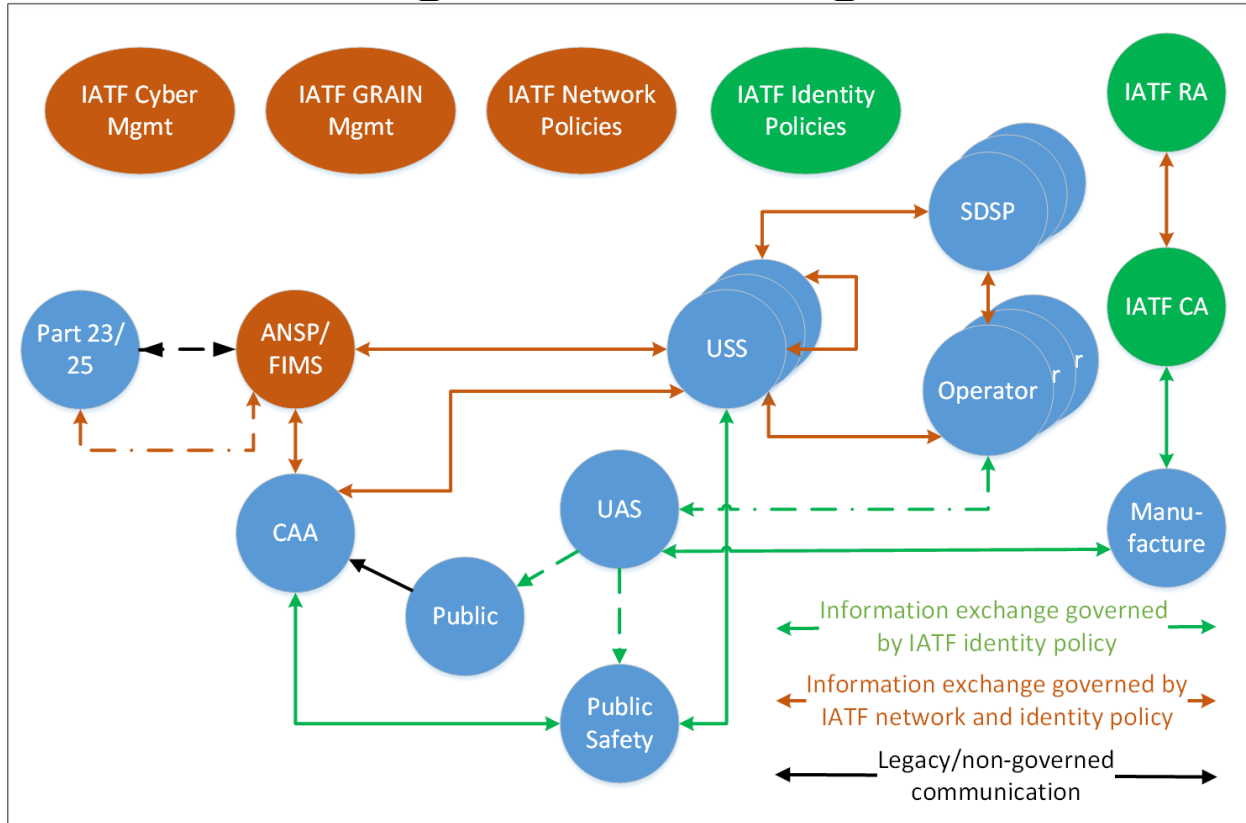 IATF Cyber
Mgmt
IATF GRAIN
Mgmt
IATF Network
Policies
IATF Identity
Policies
IATF RA
SDSP
IATF CA
Part 23/
25
ANSP/
FIMS
USS
Operator
r
r
CAA
UAS
Manu-
facture
Public
Public
Safety
Information exchange governed
by IATF identity policy
Information exchange governed by
IATF network and identity policy
Legacy/non-governed
communication